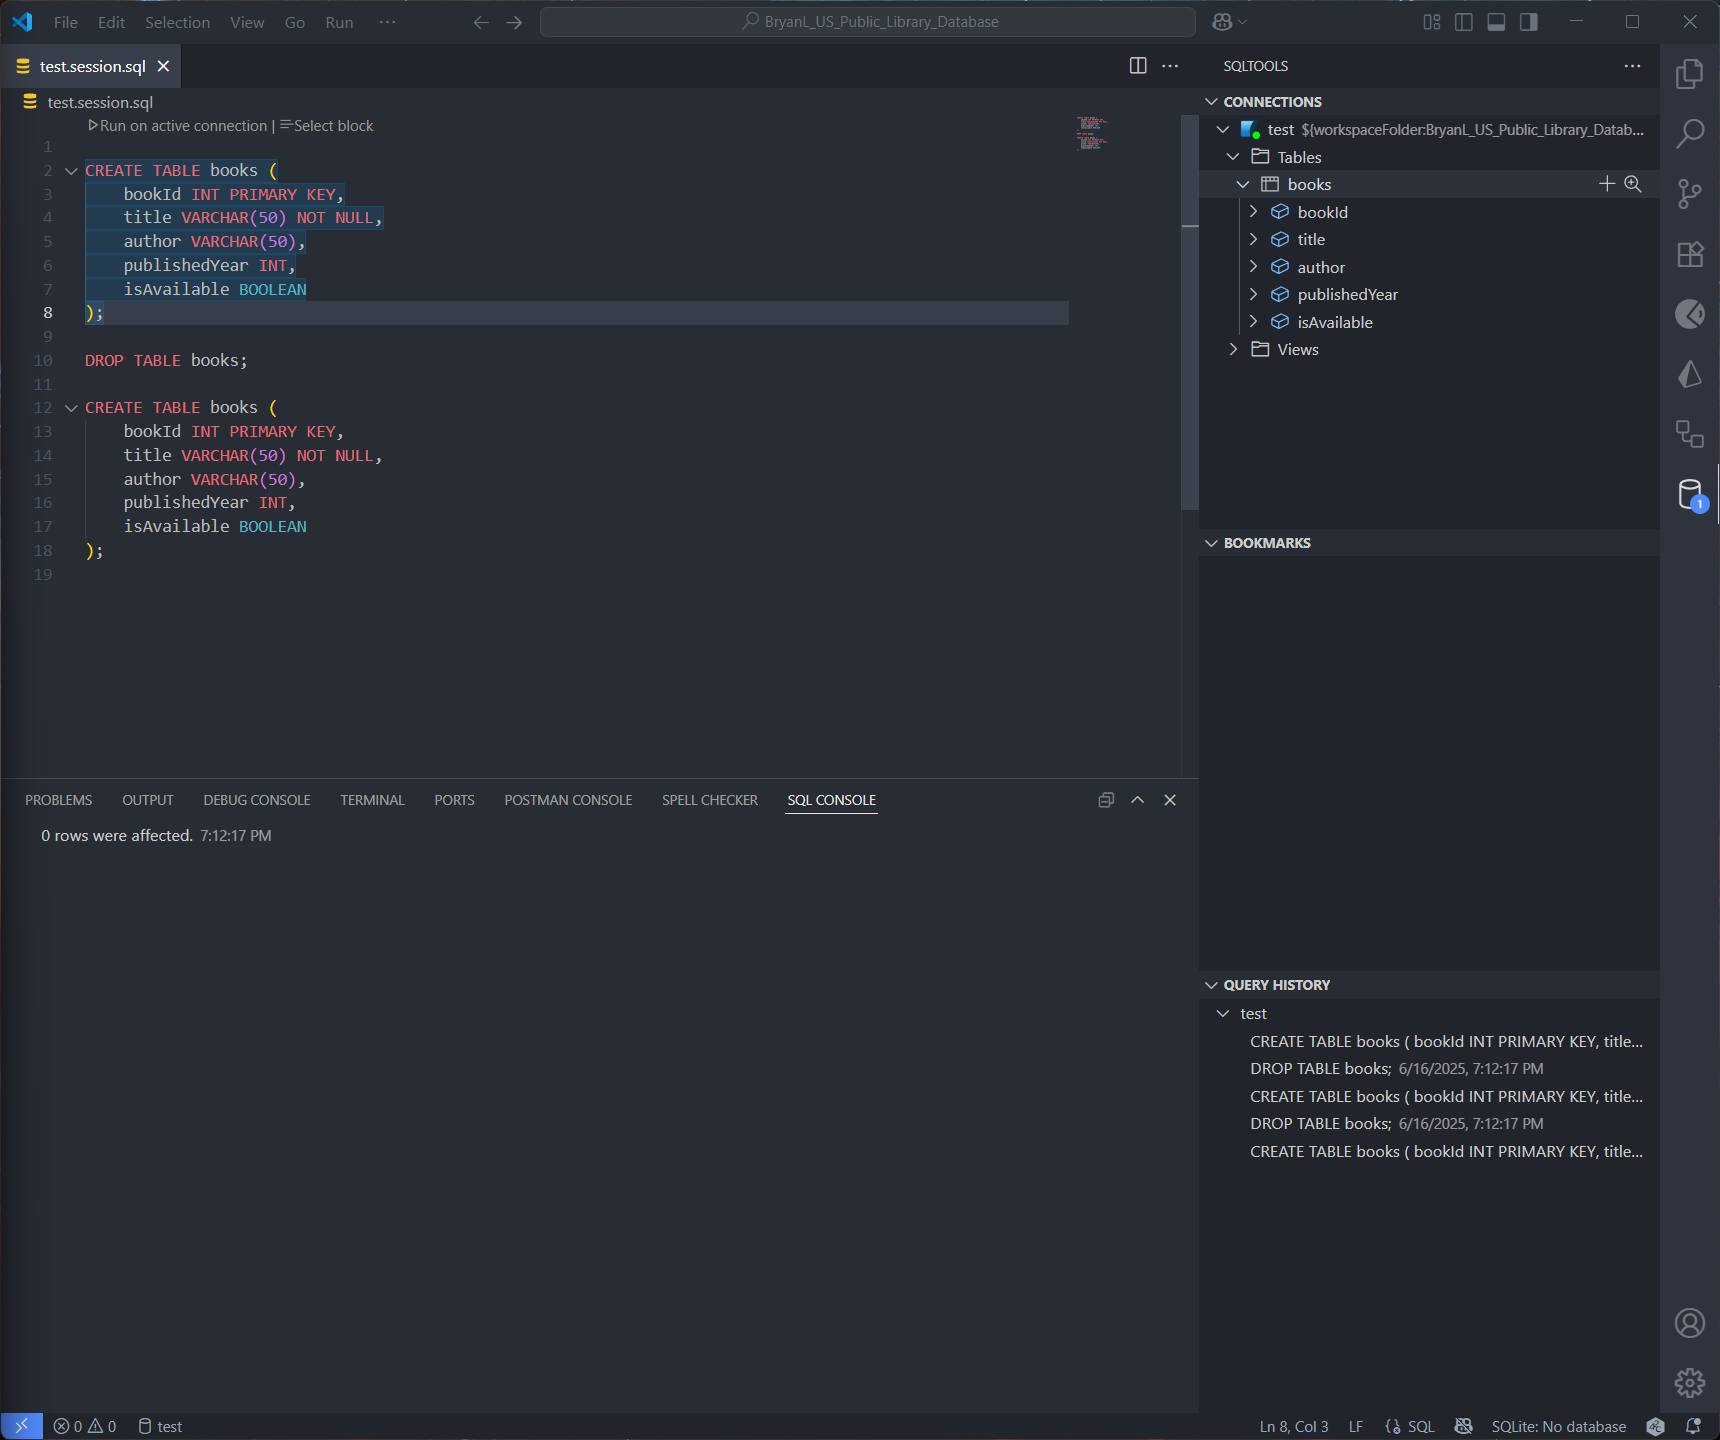 File Edit Selection View Go Run ···
BryanL_US_Public_Library_Database
test.session.sql
test.session.sql
Run on active connection | Select block
1
2 CREATE TABLE books (
3 bookId INT PRIMARY KEY,
4 title VARCHAR(50) NOT NULL,
5 author VARCHAR(50),
6 publishedYear INT,
7 isAvailable BOOLEAN
8 );
9
10 DROP TABLE books;
11
12 CREATE TABLE books (
13 bookId INT PRIMARY KEY,
14 title VARCHAR(50) NOT NULL,
15 author VARCHAR(50),
16 publishedYear INT,
17 isAvailable BOOLEAN
18 );
19
PROBLEMS OUTPUT DEBUG CONSOLE TERMINAL PORTS POSTMAN CONSOLE SPELL CHECKER SQL CONSOLE
0 rows were affected. 7:12:17 PM
SQLTOOLS
CONNECTIONS
test ${workspaceFolder:BryanL_US_Public_Library_Datab...
Tables
books
bookId
title
author
publishedYear
isAvailable
Views
BOOKMARKS
QUERY HISTORY
test
CREATE TABLE books ( bookId INT PRIMARY KEY, title...
DROP TABLE books; 6/16/2025, 7:12:17 PM
CREATE TABLE books ( bookId INT PRIMARY KEY, title...
DROP TABLE books; 6/16/2025, 7:12:17 PM
CREATE TABLE books ( bookId INT PRIMARY KEY, title...
1
0 0 test
Ln 8, Col 3 LF SQL SQLite: No database